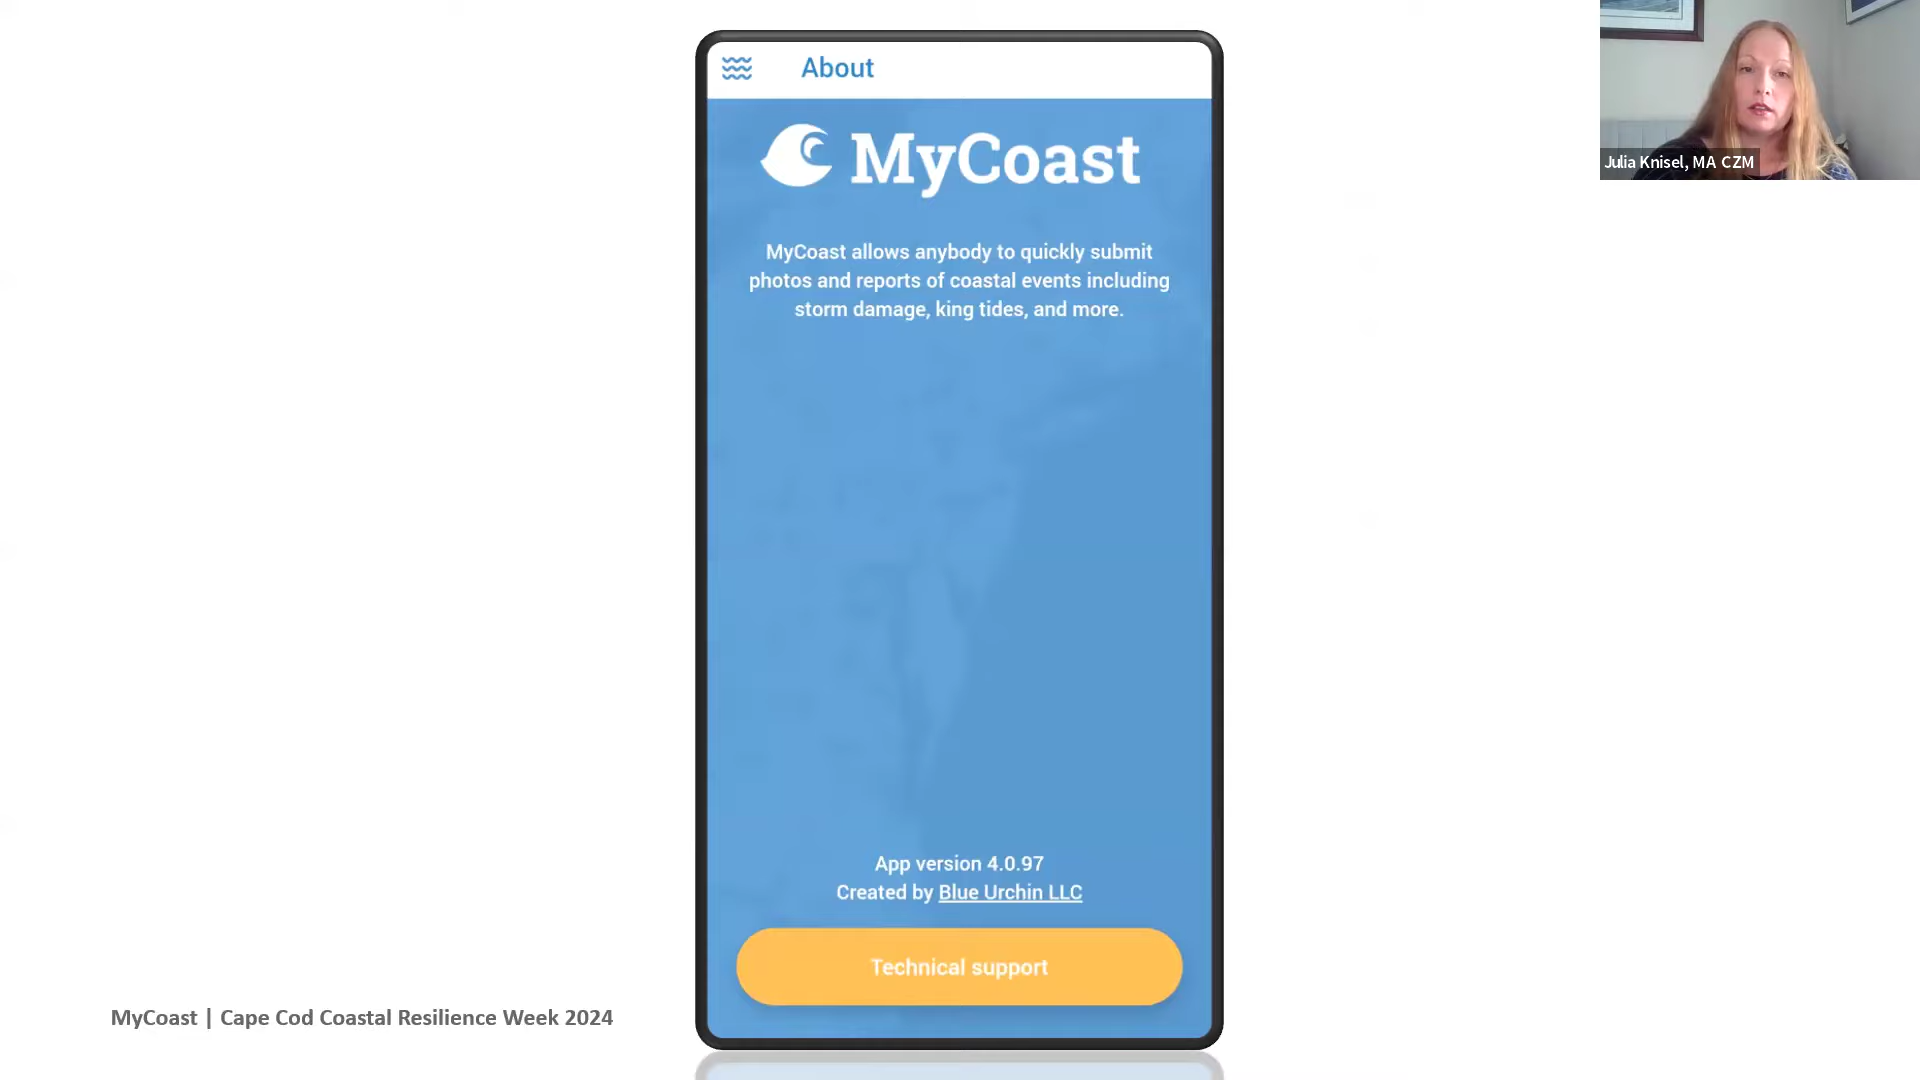 About
MyCoast
MyCoast allows anybody to quickly submit
photos and reports of coastal events including
storm damage, king tides, and more.
App version 4.0.97
Created by Blue Urchin LLC
Technical support
MyCoast | Cape Cod Coastal Resilience Week 2024
Julia Knisel, MA CZM